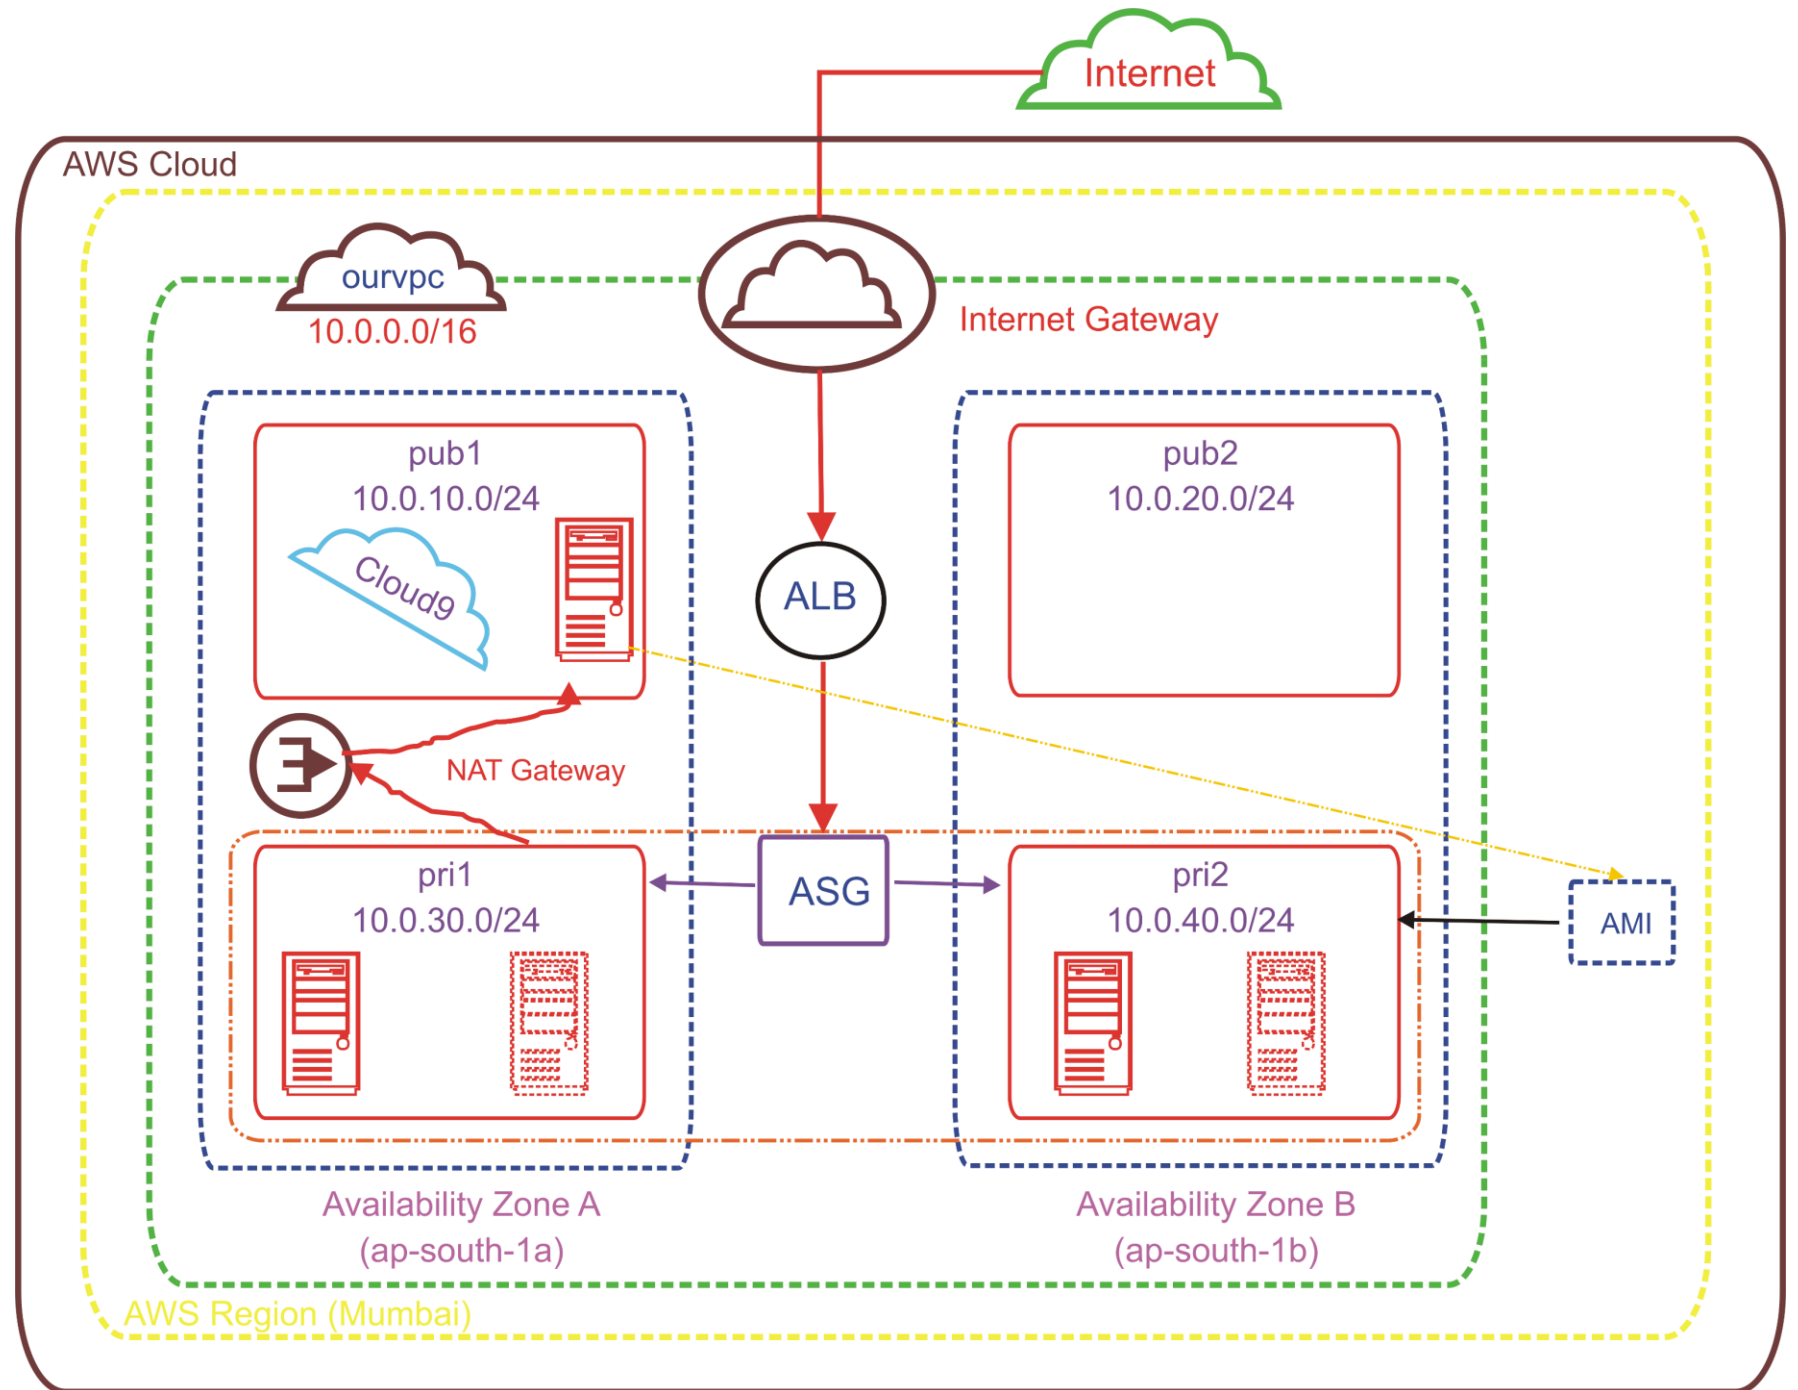 Internet
AWS Cloud
ourvpc
10.0.0.0/16
Internet Gateway
pub1
10.0.10.0/24
Cloud9
pub2
10.0.20.0/24
ALB
NAT Gateway
pri1
10.0.30.0/24
ASG
pri2
10.0.40.0/24
AMI
Availability Zone A
(ap-south-1a)
Availability Zone B
(ap-south-1b)
AWS Region (Mumbai)